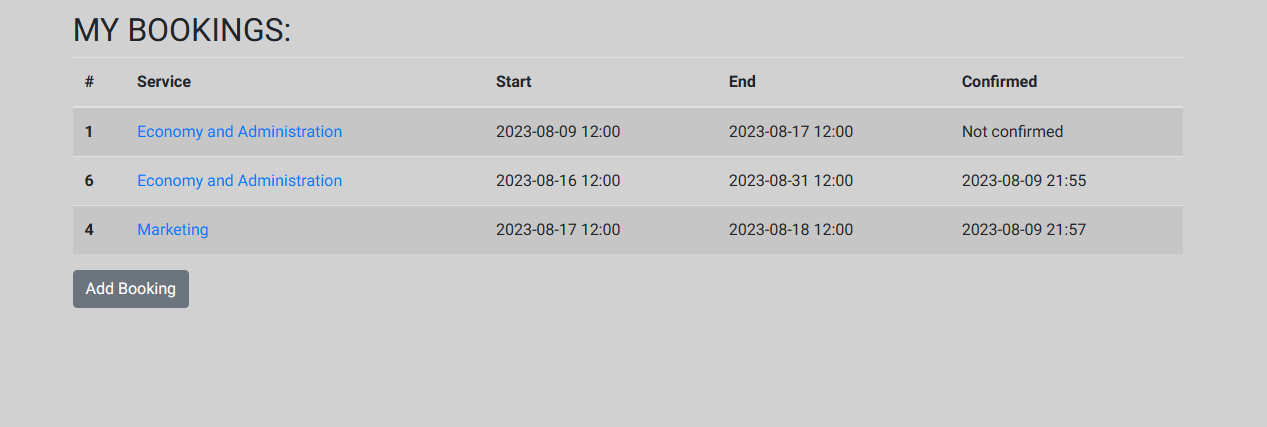 MY BOOKINGS:
# Service Start End Confirmed
1 Economy and Administration 2023-08-09 12:00 2023-08-17 12:00 Not confirmed
6 Economy and Administration 2023-08-16 12:00 2023-08-31 12:00 2023-08-09 21:55
4 Marketing 2023-08-17 12:00 2023-08-18 12:00 2023-08-09 21:57
Add Booking